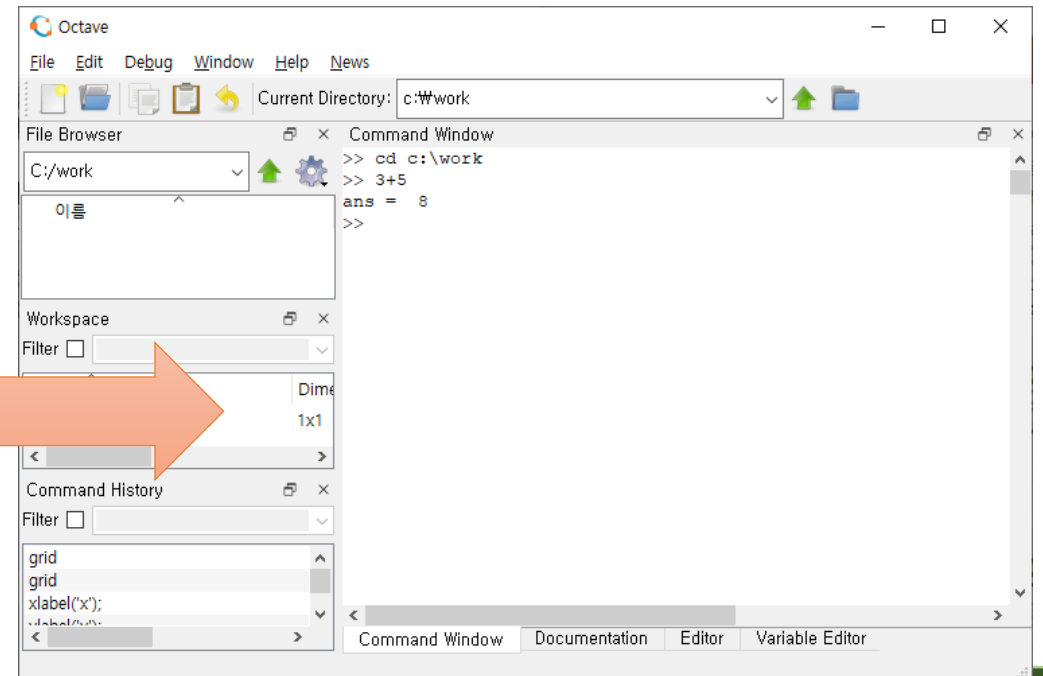 Octave
File Edit Debug Window Help News
Current Directory: c:₩work
File Browser
C:/work
이름
Workspace
Filter
Dime
1x1
Command History
Filter
grid
grid
xlabel('x');
ylabel('y');
Command Window
>> cd c:\work
>> 3+5
ans =  8
>>
Command Window Documentation Editor Variable Editor